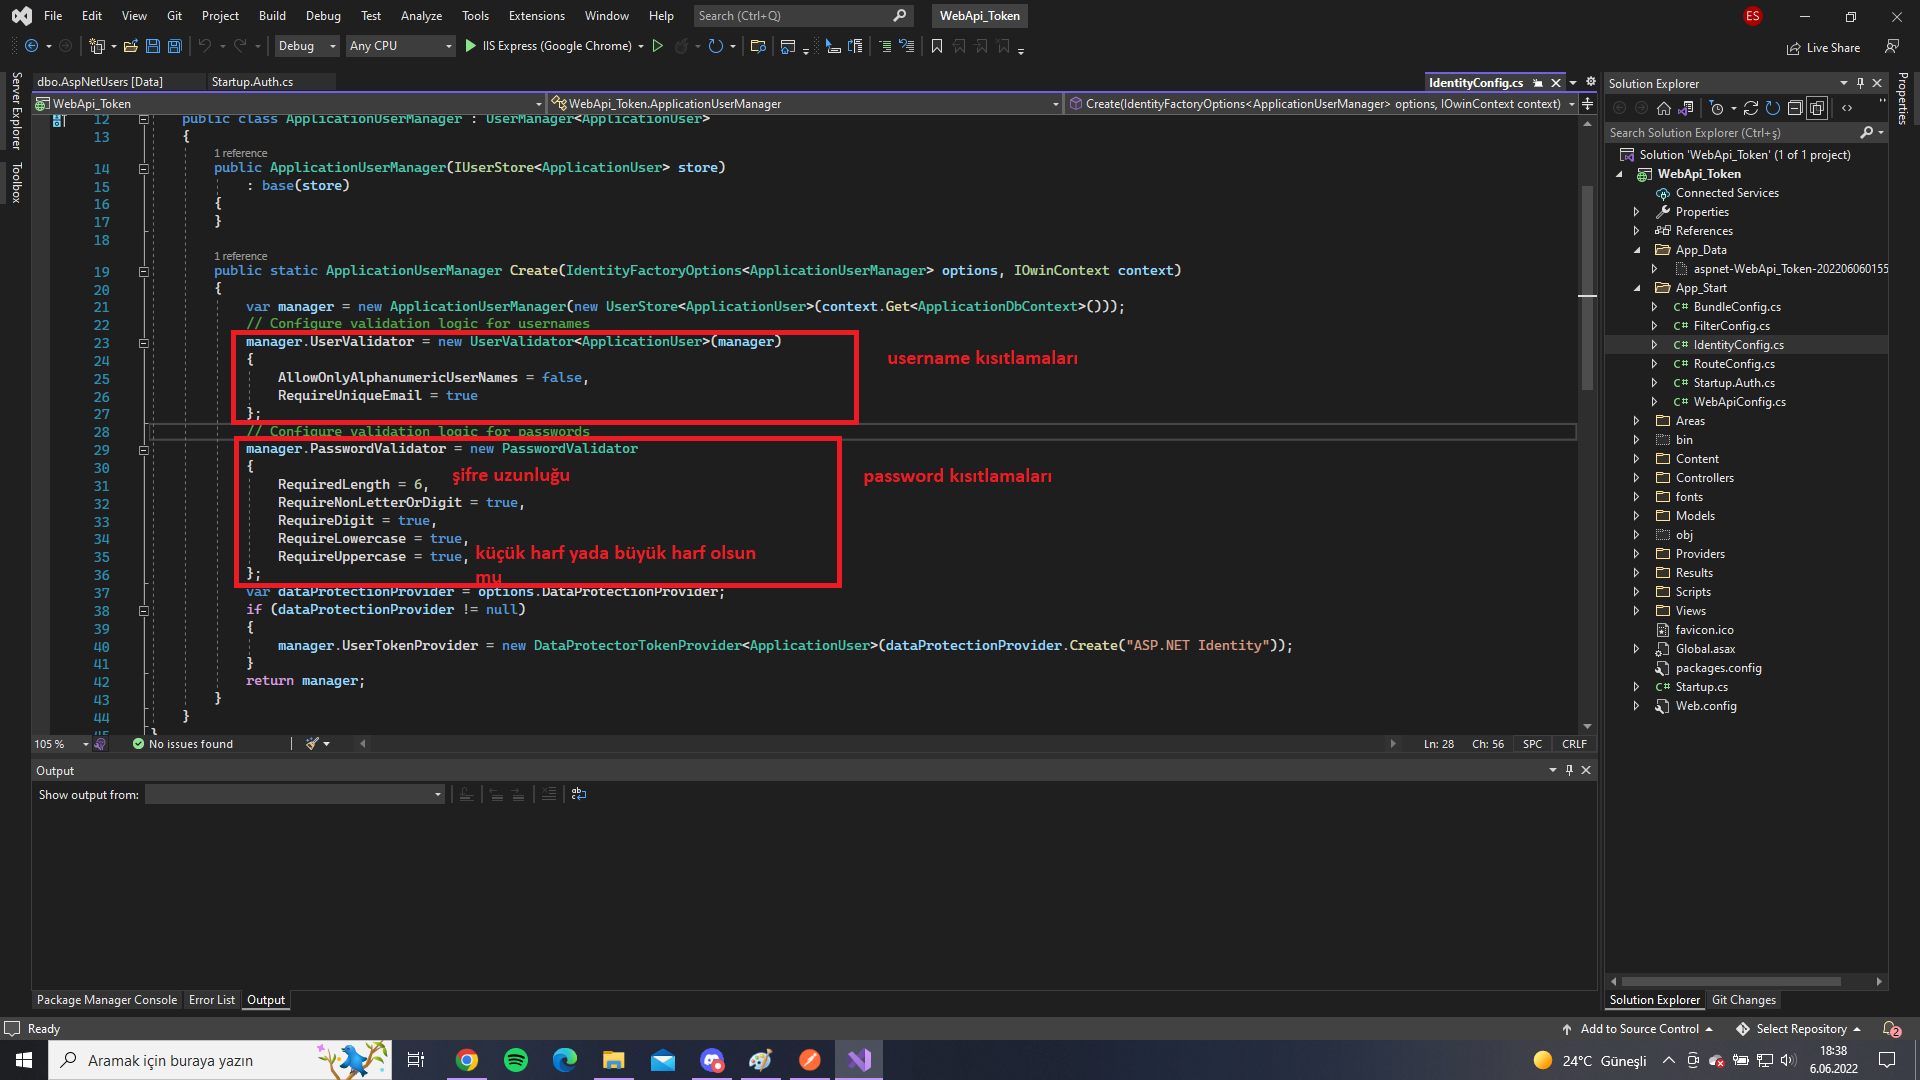 File Edit View Git Project Build Debug Test Analyze Tools Extensions Window Help Search (Ctrl+Q) WebApi_Token ES
Debug Any CPU IIS Express (Google Chrome) Live Share
dbo.AspNetUsers [Data] Startup.Auth.cs IdentityConfig.cs
WebApi_Token WebApi_Token.ApplicationUserManager Create(IdentityFactoryOptions<ApplicationUserManager> options, IOwinContext context)
Server Explorer
Toolbox
12 public class ApplicationUserManager : UserManager<ApplicationUser>
13 {
1 reference
14 public ApplicationUserManager(IUserStore<ApplicationUser> store)
15 : base(store)
16 {
17 }
18
1 reference
19 public static ApplicationUserManager Create(IdentityFactoryOptions<ApplicationUserManager> options, IOwinContext context)
20 {
21 var manager = new ApplicationUserManager(new UserStore<ApplicationUser>(context.Get<ApplicationDbContext>()));
22 // Configure validation logic for usernames
23 manager.UserValidator = new UserValidator<ApplicationUser>(manager)
username kısıtlamaları
24 {
25 AllowOnlyAlphanumericUserNames = false,
26 RequireUniqueEmail = true
27 };
28 // Configure validation logic for passwords
29 manager.PasswordValidator = new PasswordValidator
30 {
şifre uzunluğu
password kısıtlamaları
31 RequiredLength = 6,
32 RequireNonLetterOrDigit = true,
33 RequireDigit = true,
34 RequireLowercase = true,
35 RequireUppercase = true,
küçük harf yada büyük harf olsun
mu
36 };
37 var dataProtectionProvider = options.DataProtectionProvider;
38 if (dataProtectionProvider != null)
39 {
40 manager.UserTokenProvider = new DataProtectorTokenProvider<ApplicationUser>(dataProtectionProvider.Create("ASP.NET Identity"));
41 }
42 return manager;
43 }
44 }
45 }
105 % No issues found Ln: 28 Ch: 56 SPC CRLF
Output
Show output from:
Package Manager Console Error List Output
Solution Explorer
Search Solution Explorer (Ctrl+ş)
Solution 'WebApi_Token' (1 of 1 project)
WebApi_Token
Connected Services
Properties
References
App_Data
aspnet-WebApi_Token-202206060155
App_Start
C# BundleConfig.cs
C# FilterConfig.cs
C# IdentityConfig.cs
C# RouteConfig.cs
C# Startup.Auth.cs
C# WebApiConfig.cs
Areas
bin
Content
Controllers
fonts
Models
obj
Providers
Results
Scripts
Views
favicon.ico
Global.asax
packages.config
C# Startup.cs
Web.config
Solution Explorer Git Changes
Properties
Ready Add to Source Control Select Repository 2
Aramak için buraya yazın 24°C Güneşli 18:38
6.06.2022